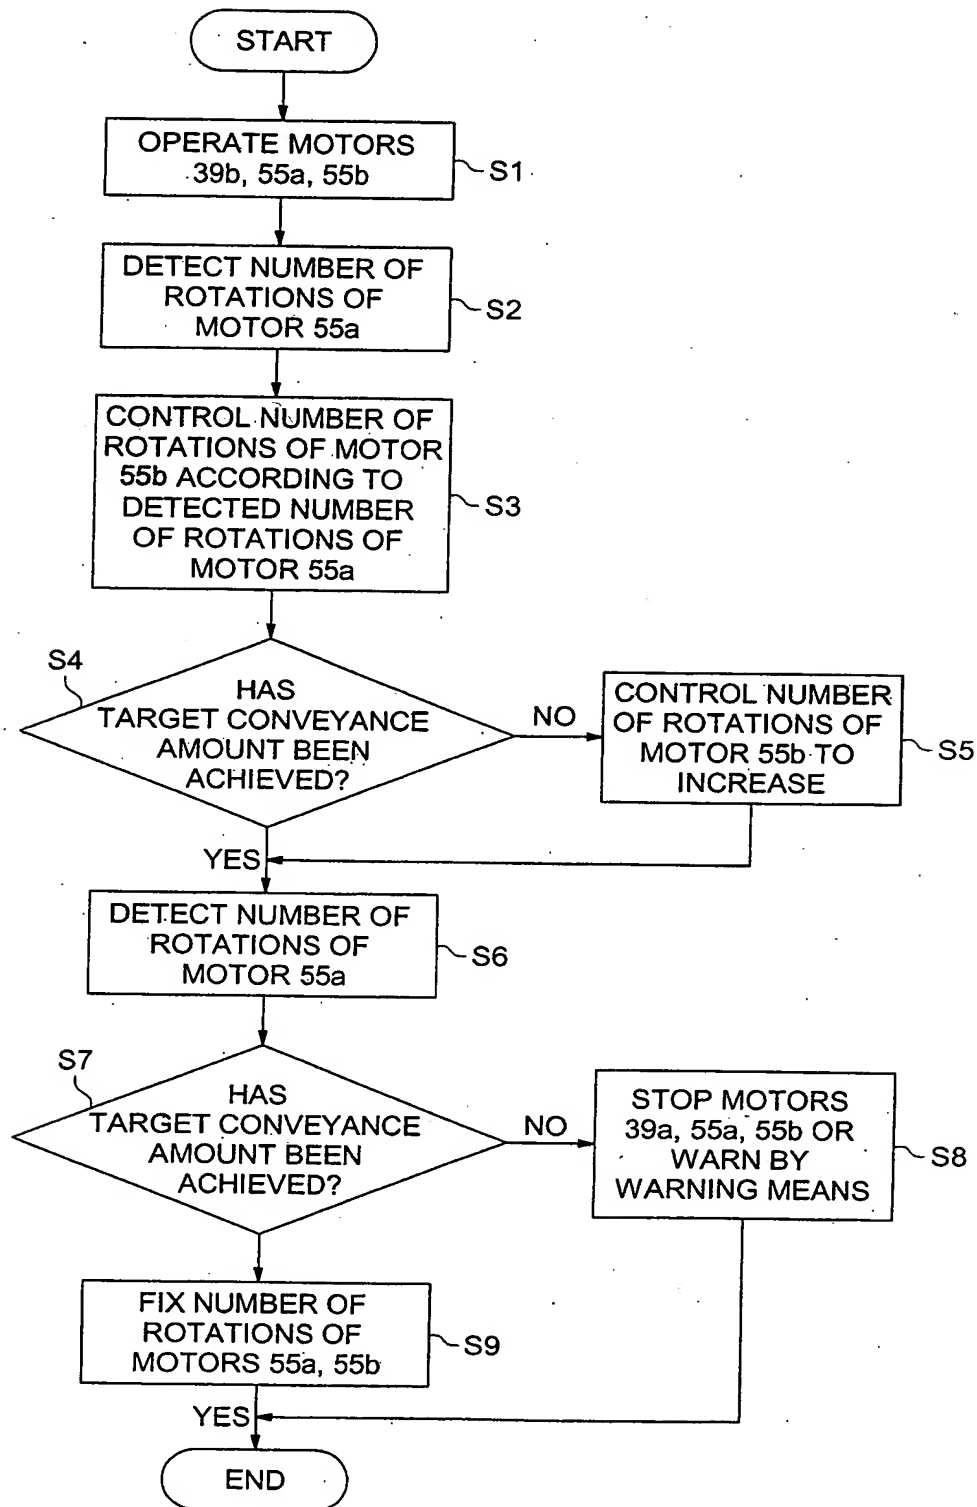 START
OPERATE MOTORS
39b, 55a, 55b
S1
DETECT NUMBER OF
ROTATIONS OF
MOTOR 55a
S2
CONTROL NUMBER OF
ROTATIONS OF MOTOR
55b ACCORDING TO
DETECTED NUMBER
OF ROTATIONS OF
MOTOR 55a
S3
S4
HAS
TARGET CONVEYANCE
AMOUNT BEEN
ACHIEVED?
NO
CONTROL NUMBER
OF ROTATIONS OF
MOTOR 55b TO
INCREASE
S5
YES
DETECT NUMBER OF
ROTATIONS OF
MOTOR 55a
S6
S7
HAS
TARGET CONVEYANCE
AMOUNT BEEN
ACHIEVED?
NO
STOP MOTORS
39a, 55a, 55b OR
WARN BY
WARNING MEANS
S8
FIX NUMBER OF
ROTATIONS OF
MOTORS 55a, 55b
S9
YES
END